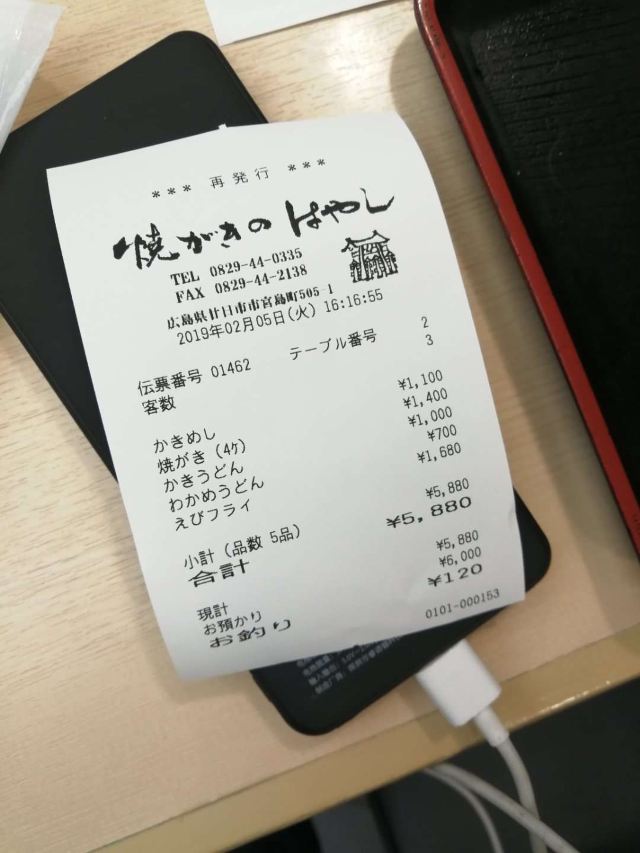 *** 再発行 ***
焼がきの はやし
TEL 0829-44-0335
FAX 0829-44-2138
広島県廿日市市宮島町505-1
2019年02月05日(火) 16:16:55
伝票番号 01462 テーブル番号 2
客数 3
かきめし ¥1,100
焼がき (4ケ) ¥1,400
かきうどん ¥1,000
わかめうどん ¥700
えびフライ ¥1,680
小計 (品数 5品) ¥5,880
合計 ¥5,880
現計 ¥5,880
お預かり ¥6,000
お釣り ¥120
0101-000153